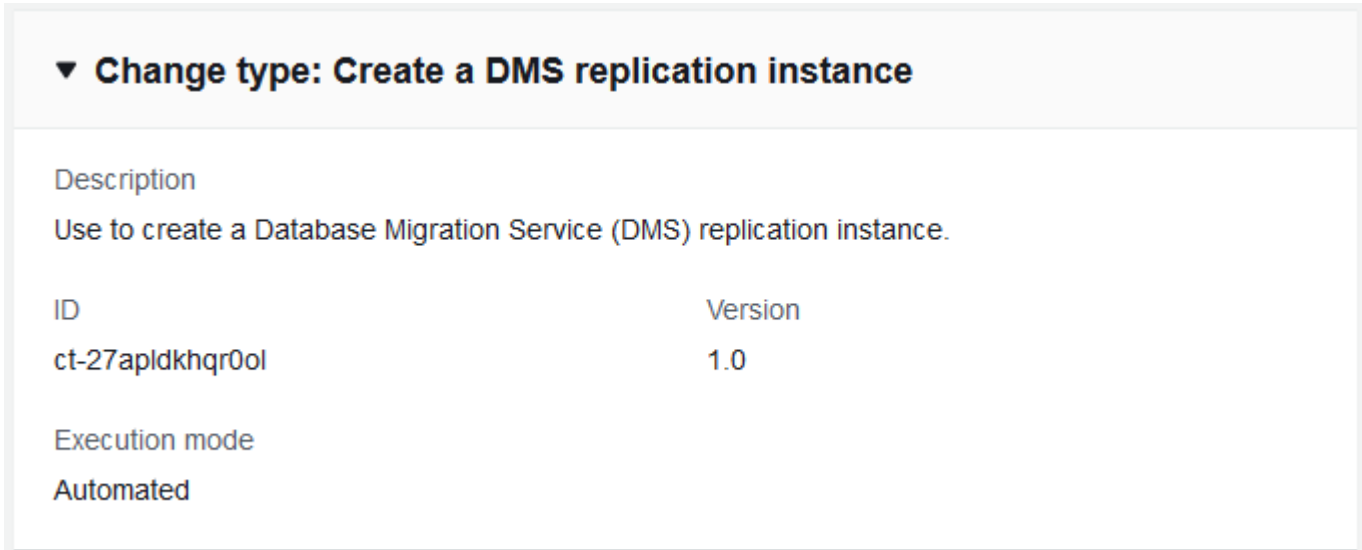 Change type: Create a DMS replication instance
Description
Use to create a Database Migration Service (DMS) replication instance.
ID
Version
ct-27apldkhqr0ol
1.0
Execution mode
Automated